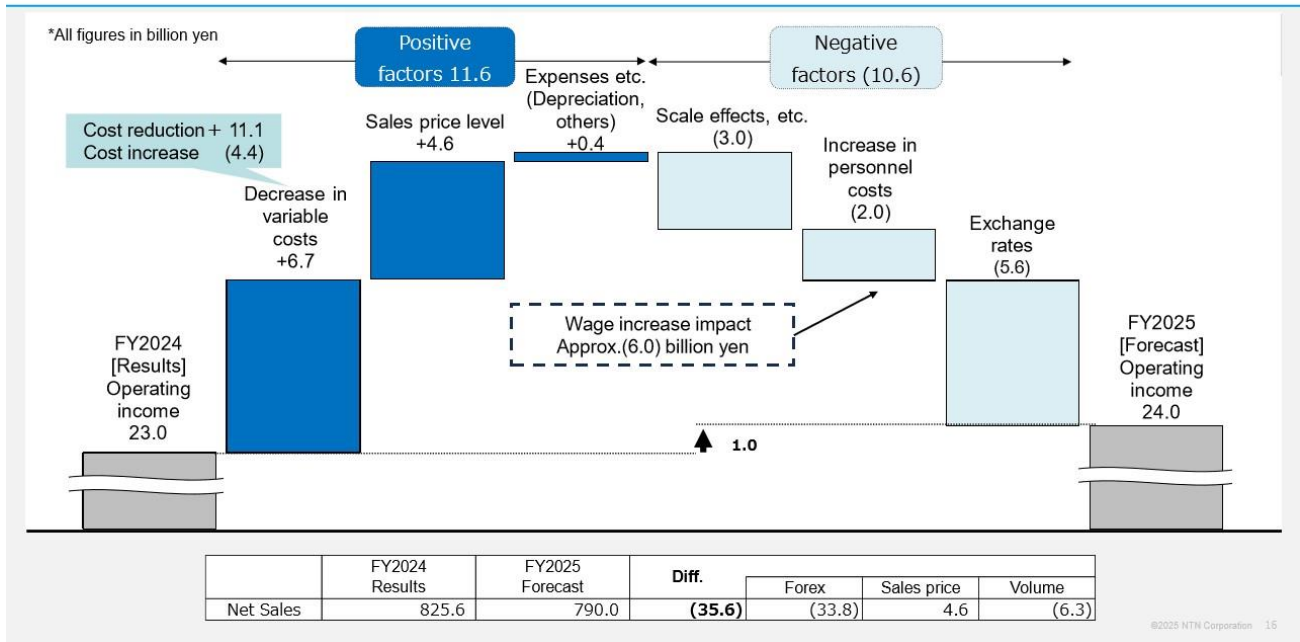 *All figures in billion yen
Positive
factors 11.6
Negative
factors (10.6)
Cost reduction+ 11.1
Cost increase (4.4)
Decrease in
variable
costs
+6.7
Sales price level
+4.6
Expenses etc.
(Depreciation,
others)
+0.4
Scale effects, etc.
(3.0)
Increase in
personnel
costs
(2.0)
Exchange
rates
(5.6)
Wage increase impact
Approx.(6.0) billion yen
FY2024
[Results]
Operating
income
23.0
1.0
FY2025
[Forecast]
Operating
income
24.0
FY2024
Results
FY2025
Forecast
Diff.
Forex Sales price Volume
Net Sales 825.6 790.0 (35.6) (33.8) 4.6 (6.3)
©2025 NTN Corporation 16